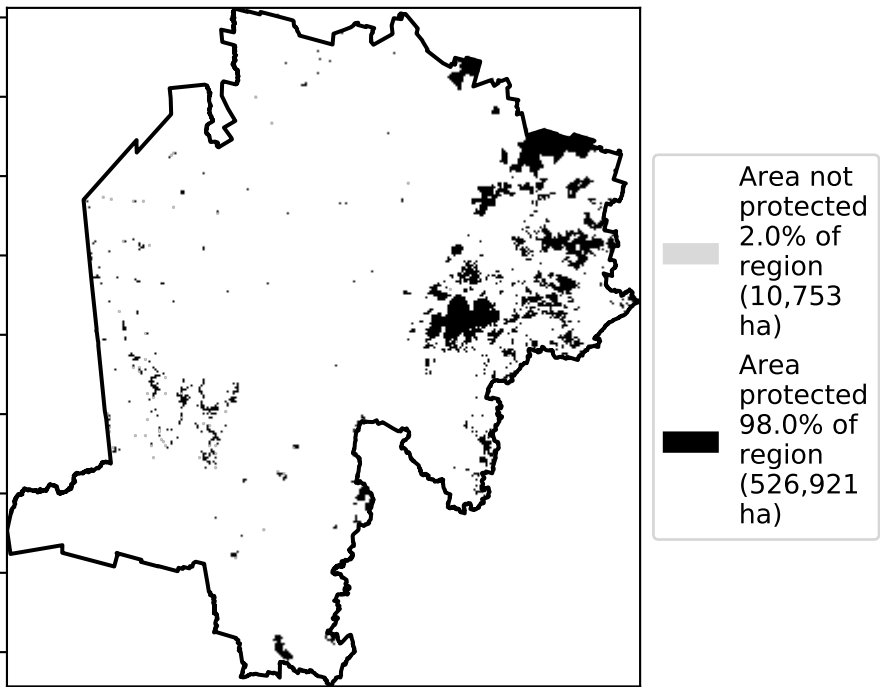 Area not
protected
2.0% of
region
(10,753
ha)
Area
protected
98.0% of
region
(526,921
ha)